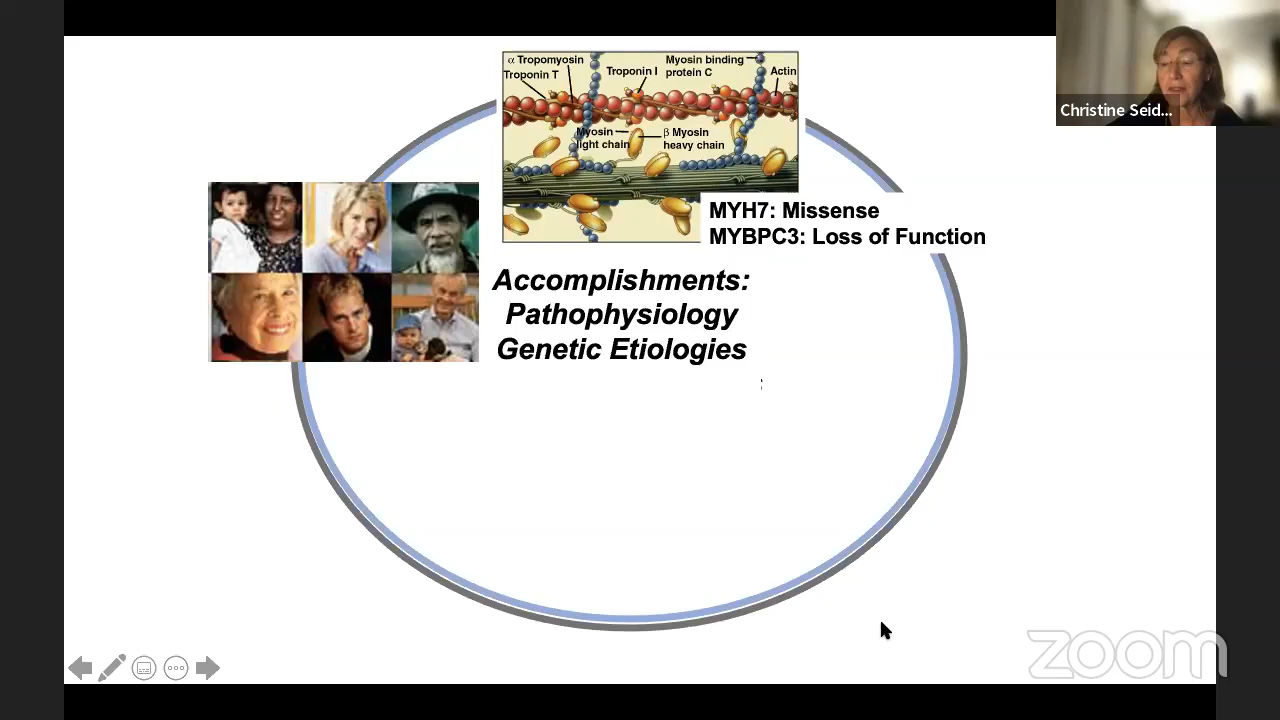 α Tropomyosin
Troponin T
Troponin I
Myosin binding
protein C
Actin
Myosin
light chain
β Myosin
heavy chain
MYH7: Missense
MYBPC3: Loss of Function
Accomplishments:
Pathophysiology
Genetic Etiologies
Christine Seid...
zoom